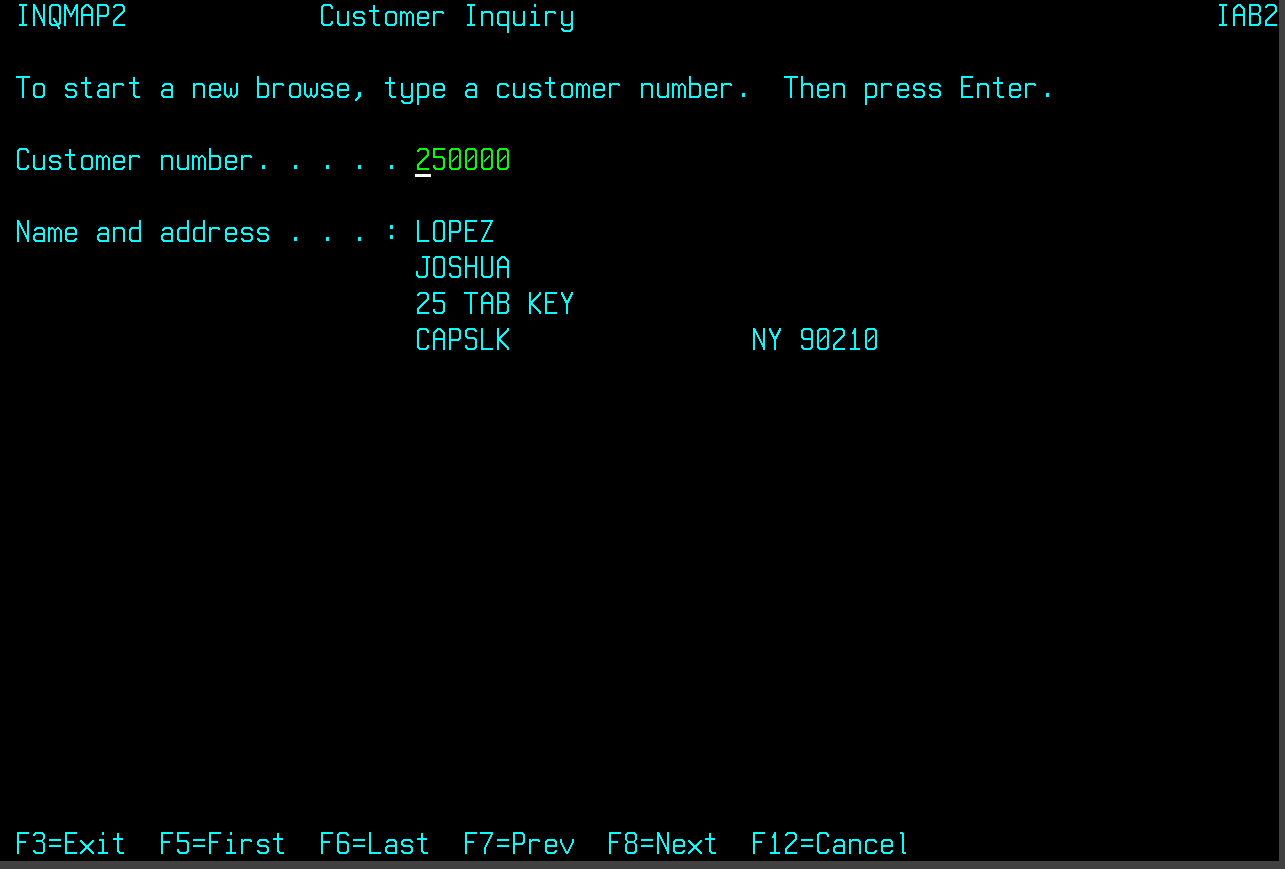 INQMAP2 Customer Inquiry IAB2
To start a new browse, type a customer number. Then press Enter.
Customer number. . . . . 250000
Name and address . . . : LOPEZ
JOSHUA
25 TAB KEY
CAPSLK NY 90210
F3=Exit F5=First F6=Last F7=Prev F8=Next F12=Cancel